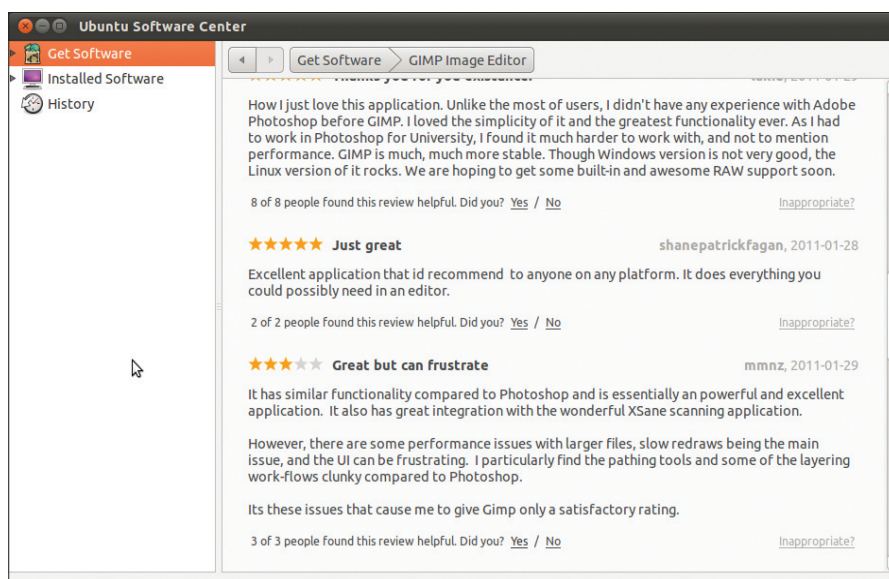 Ubuntu Software Center
Get Software
Installed Software
History
Get Software
GIMP Image Editor
Thanks you for you existance!
2011-01-29
How I just love this application. Unlike the most of users, I didn't have any experience with Adobe
Photoshop before GIMP. I loved the simplicity of it and the greatest functionality ever. As I had
to work in Photoshop for University, I found it much harder to work with, and not to mention
performance. GIMP is much, much more stable. Though Windows version is not very good, the
Linux version of it rocks. We are hoping to get some built-in and awesome RAW support soon.
8 of 8 people found this review helpful. Did you? Yes / No
Inappropriate?
Just great
shanepatrickfagan, 2011-01-28
Excellent application that id recommend to anyone on any platform. It does everything you
could possibly need in an editor.
2 of 2 people found this review helpful. Did you? Yes / No
Inappropriate?
Great but can frustrate
mmnz, 2011-01-29
It has similar functionality compared to Photoshop and is essentially an powerful and excellent
application. It also has great integration with the wonderful XSane scanning application.
However, there are some performance issues with larger files, slow redraws being the main
issue, and the UI can be frustrating. I particularly find the pathing tools and some of the layering
work-flows clunky compared to Photoshop.
Its these issues that cause me to give Gimp only a satisfactory rating.
3 of 3 people found this review helpful. Did you? Yes / No
Inappropriate?